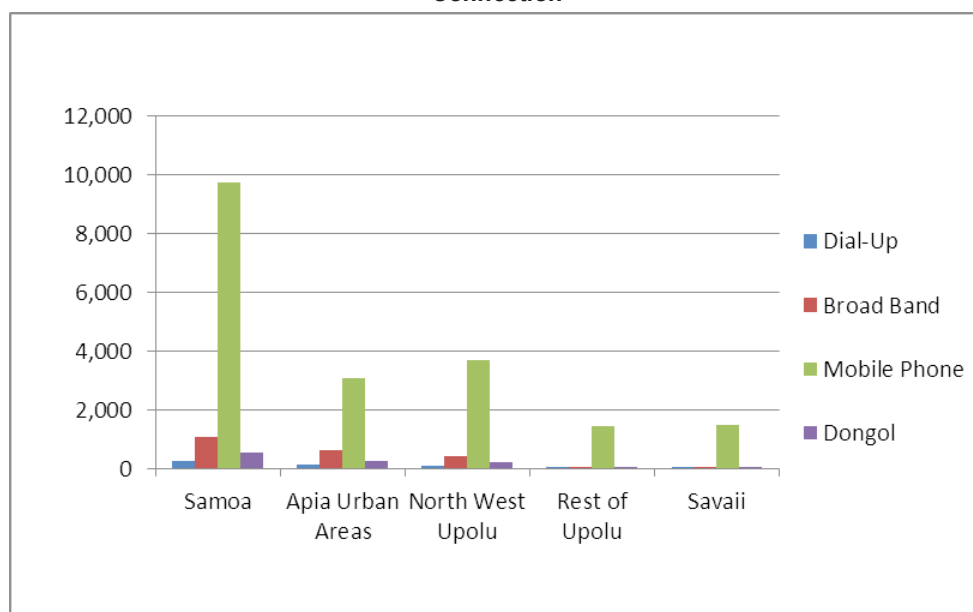 12,000
10,000
8,000
6,000
4,000
2,000
0
Samoa
Apia Urban Areas
North West Upolu
Rest of Upolu
Savaii
Dial-Up
Broad Band
Mobile Phone
Dongol